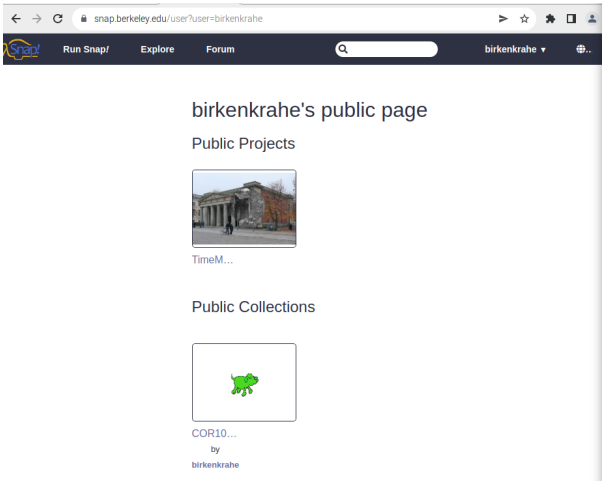 snap.berkeley.edu/user?user=birkenkrahe
Snap! Run Snap! Explore Forum birkenkrahe ▾ ..
birkenkrahe's public page
Public Projects
TimeM...
Public Collections
COR10...
by
birkenkrahe